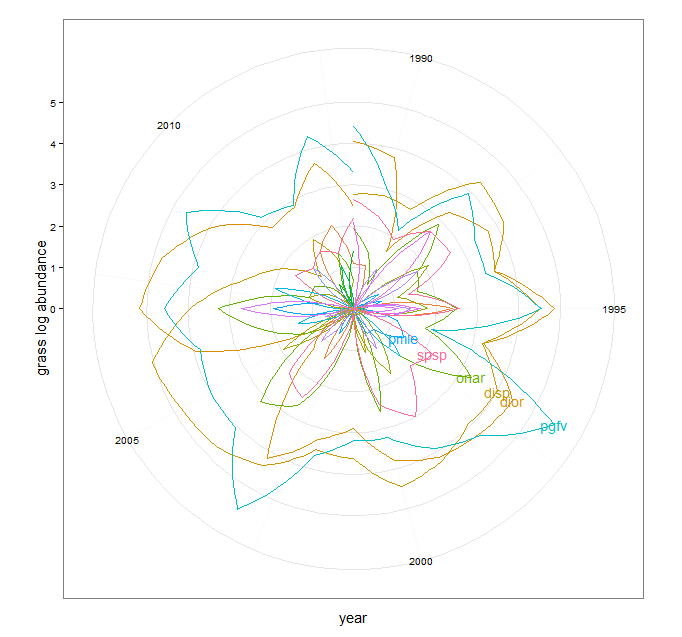 1990
2010
5
4
3
2
1
0
1995
grass log abundance
pmie
spsp
onar
disp
dior
pgfv
2005
2000
year